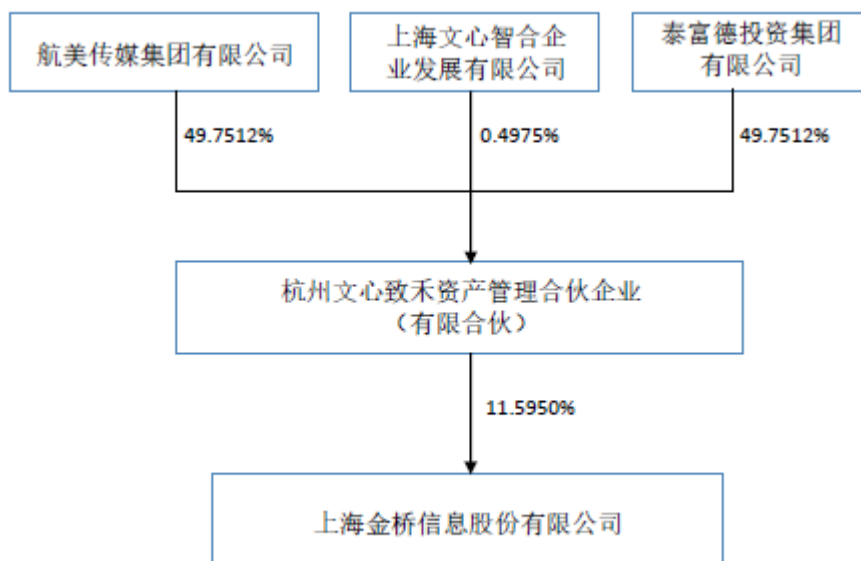 航美传媒集团有限公司
上海文心智合企
业发展有限公司
泰富德投资集团
有限公司
49.7512%
0.4975%
49.7512%
杭州文心致禾资产管理合伙企业
（有限合伙）
11.5950%
上海金桥信息股份有限公司